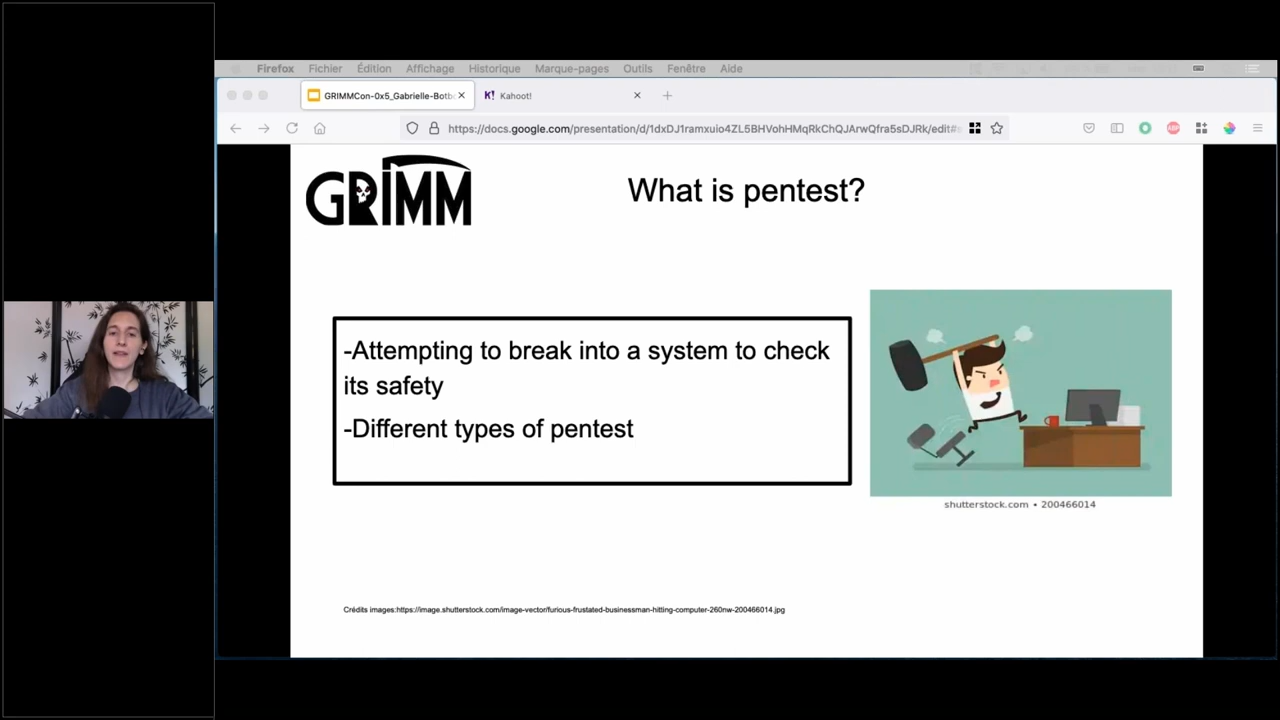 Firefox Fichier Édition Affichage Historique Marque-pages Outils Fenêtre Aide
GRIMMCon-0x5_Gabrielle-Botb
K! Kahoot!
https://docs.google.com/presentation/d/1dxDJ1ramxuio4ZL5BHVohHMqRkChQJArwQfra5sDJRk/edit#
ABP
GRIMM
What is pentest?
-Attempting to break into a system to check
its safety
-Different types of pentest
shutterstock.com • 200466014
Crédits images:https://image.shutterstock.com/image-vector/furious-frustated-businessman-hitting-computer-260nw-200466014.jpg